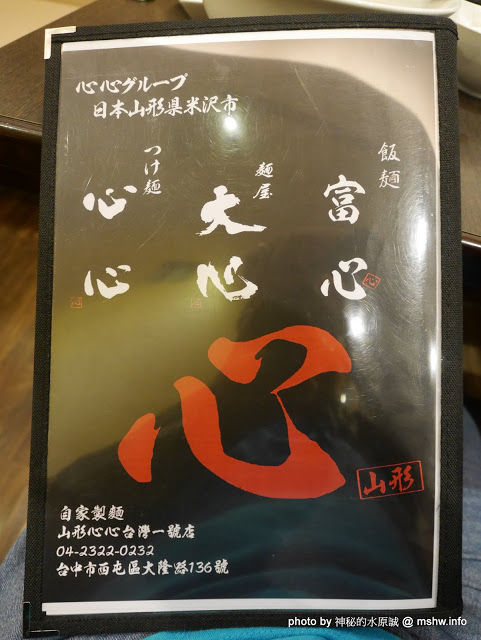 心心グループ
日本山形県米沢市
飯麺
富心
麺屋
大心
つけ麺
心心
心
山形
自家製麵
山形心心台灣一號店
04-2322-0232
台中市西屯區大隆路136號
photo by 神秘的水原誠 @ mshw.info